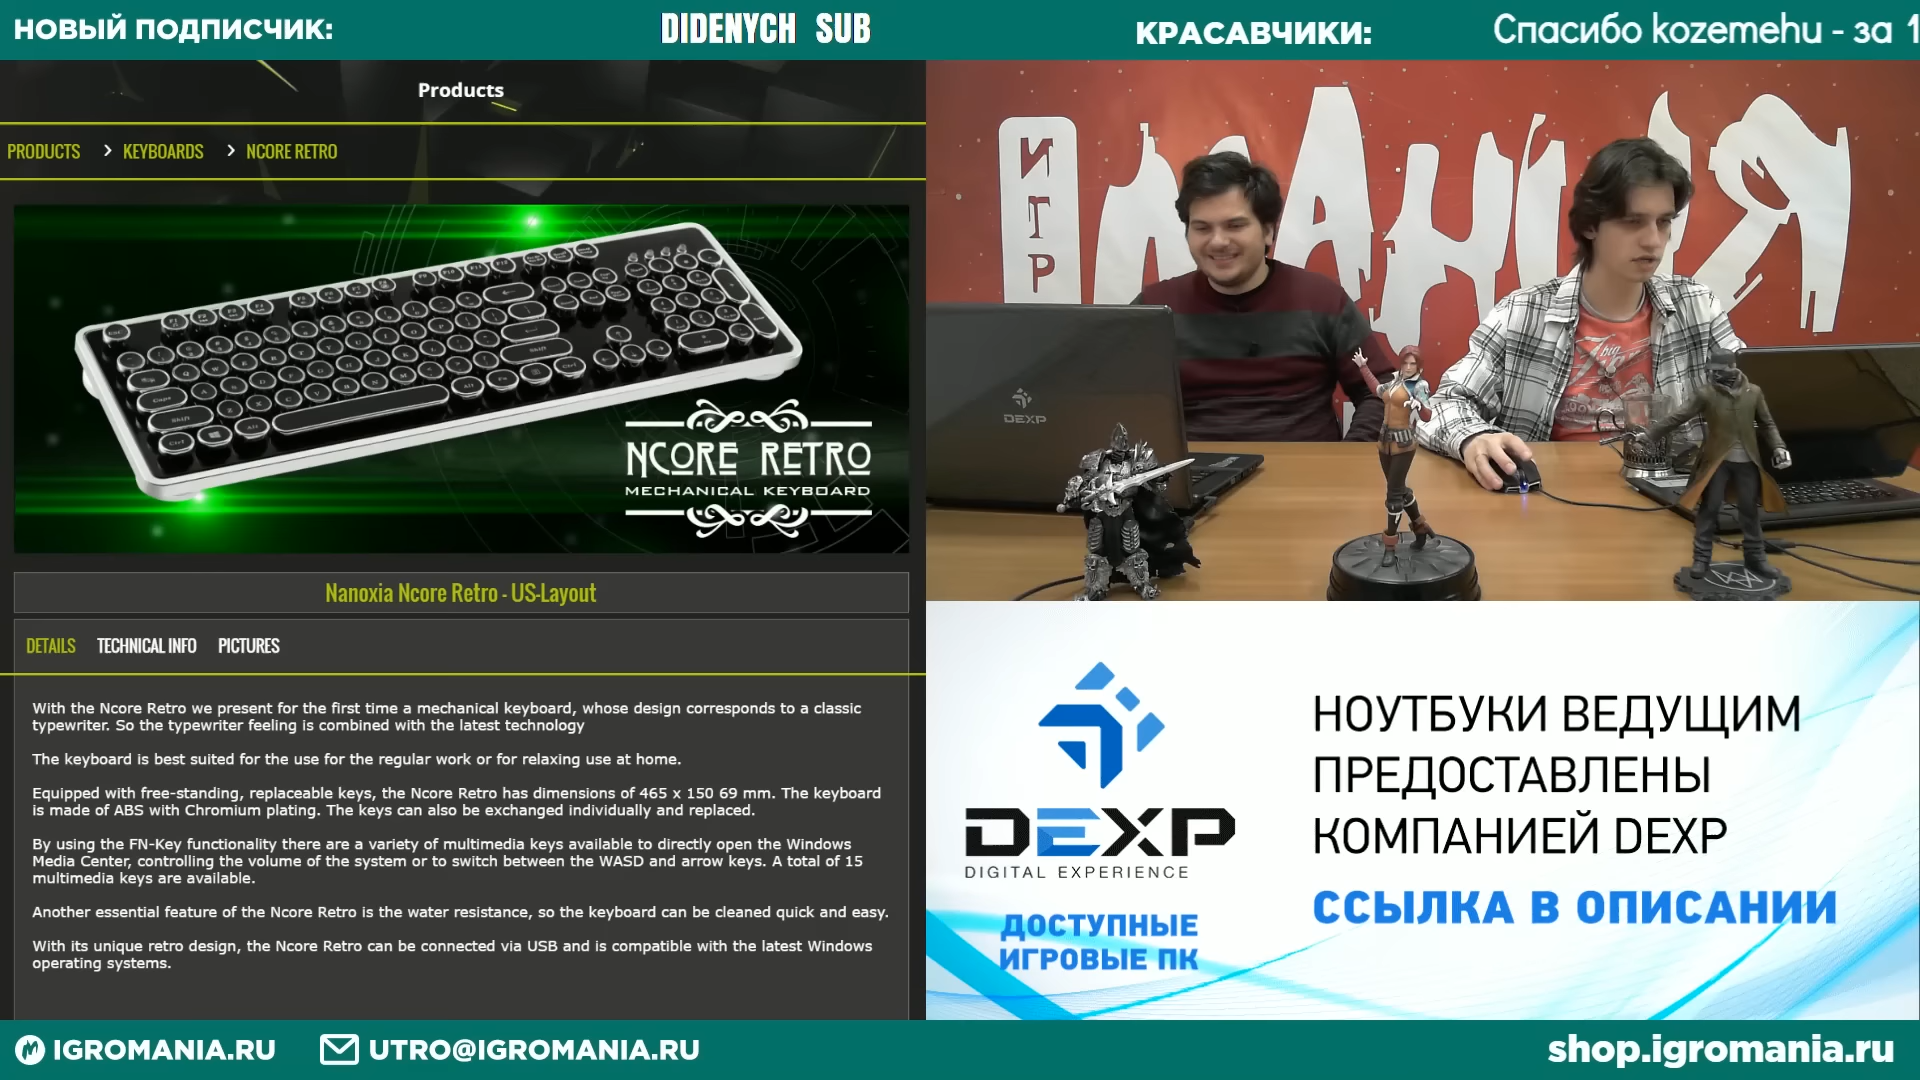 НОВЫЙ ПОДПИСЧИК:
DIDENYCH SUB
КРАСАВЧИКИ:
Спасибо kozemehu - за 1
Products
PRODUCTS > KEYBOARDS > NCORE RETRO
NCORE RETRO
MECHANICAL KEYBOARD
Nanoxia Ncore Retro - US-Layout
DETAILS TECHNICAL INFO PICTURES
With the Ncore Retro we present for the first time a mechanical keyboard, whose design corresponds to a classic
typewriter. So the typewriter feeling is combined with the latest technology
The keyboard is best suited for the use for the regular work or for relaxing use at home.
Equipped with free-standing, replaceable keys, the Ncore Retro has dimensions of 465 x 150 69 mm. The keyboard
is made of ABS with Chromium plating. The keys can also be exchanged individually and replaced.
By using the FN-Key functionality there are a variety of multimedia keys available to directly open the Windows
Media Center, controlling the volume of the system or to switch between the WASD and arrow keys. A total of 15
multimedia keys are available.
Another essential feature of the Ncore Retro is the water resistance, so the keyboard can be cleaned quick and easy.
With its unique retro design, the Ncore Retro can be connected via USB and is compatible with the latest Windows
operating systems.
ИГР
МАНИЯ
DEXP
DEXP
DIGITAL EXPERIENCE
ДОСТУПНЫЕ
ИГРОВЫЕ ПК
НОУТБУКИ ВЕДУЩИМ
ПРЕДОСТАВЛЕНЫ
КОМПАНИЕЙ DEXP
ССЫЛКА В ОПИСАНИИ
IGROMANIA.RU
UTRO@IGROMANIA.RU
shop.igromania.ru